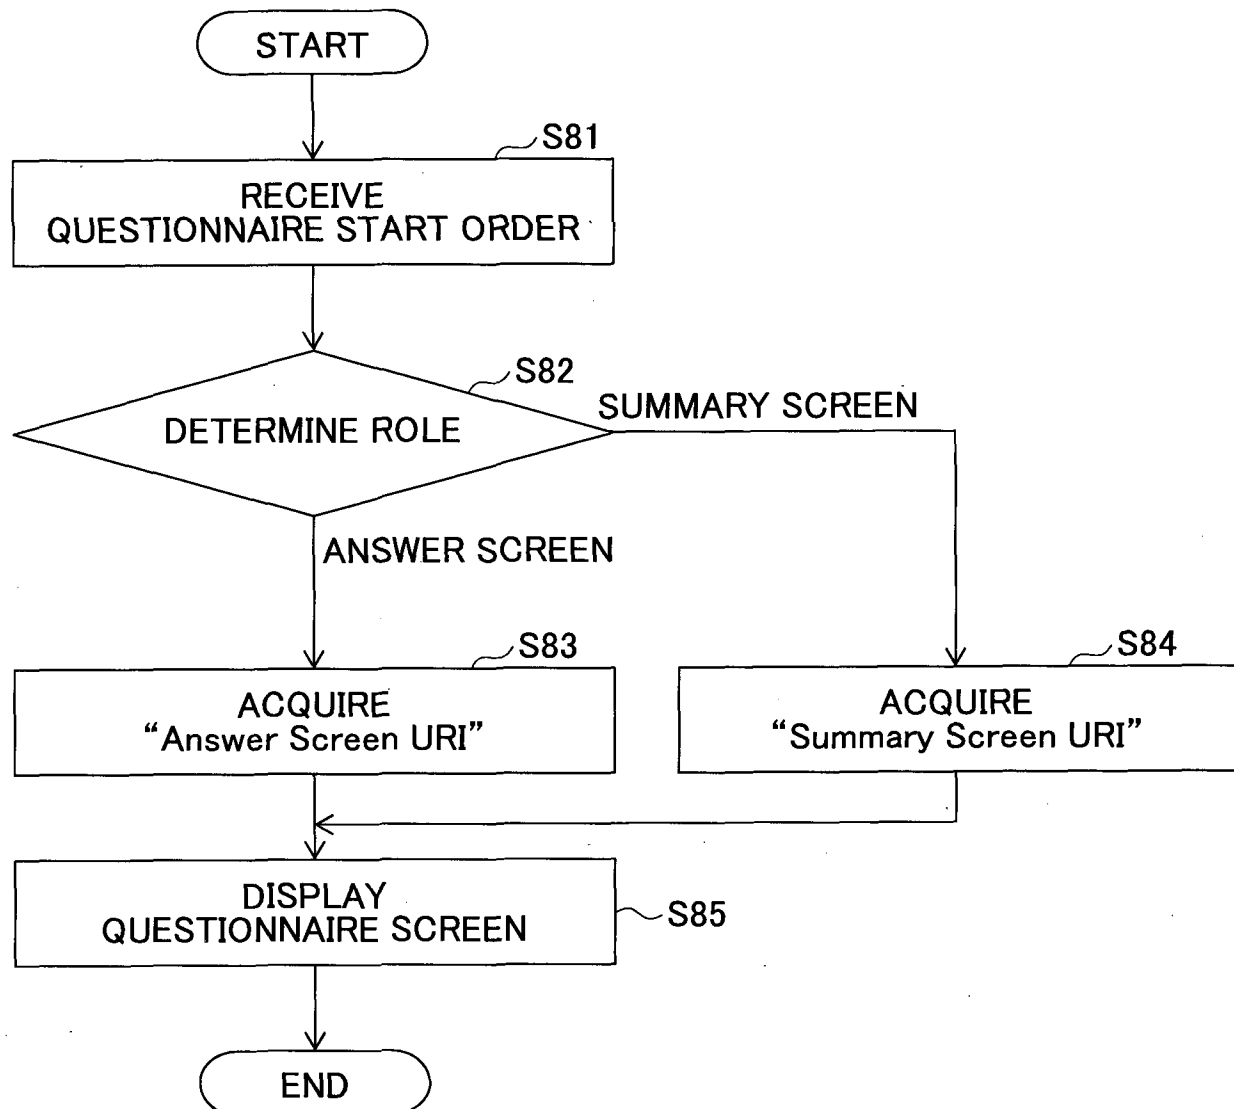 START
S81
RECEIVE
QUESTIONNAIRE START ORDER
S82
DETERMINE ROLE
SUMMARY SCREEN
ANSWER SCREEN
S83
ACQUIRE
“Answer Screen URI”
S84
ACQUIRE
“Summary Screen URI”
DISPLAY
QUESTIONNAIRE SCREEN
S85
END